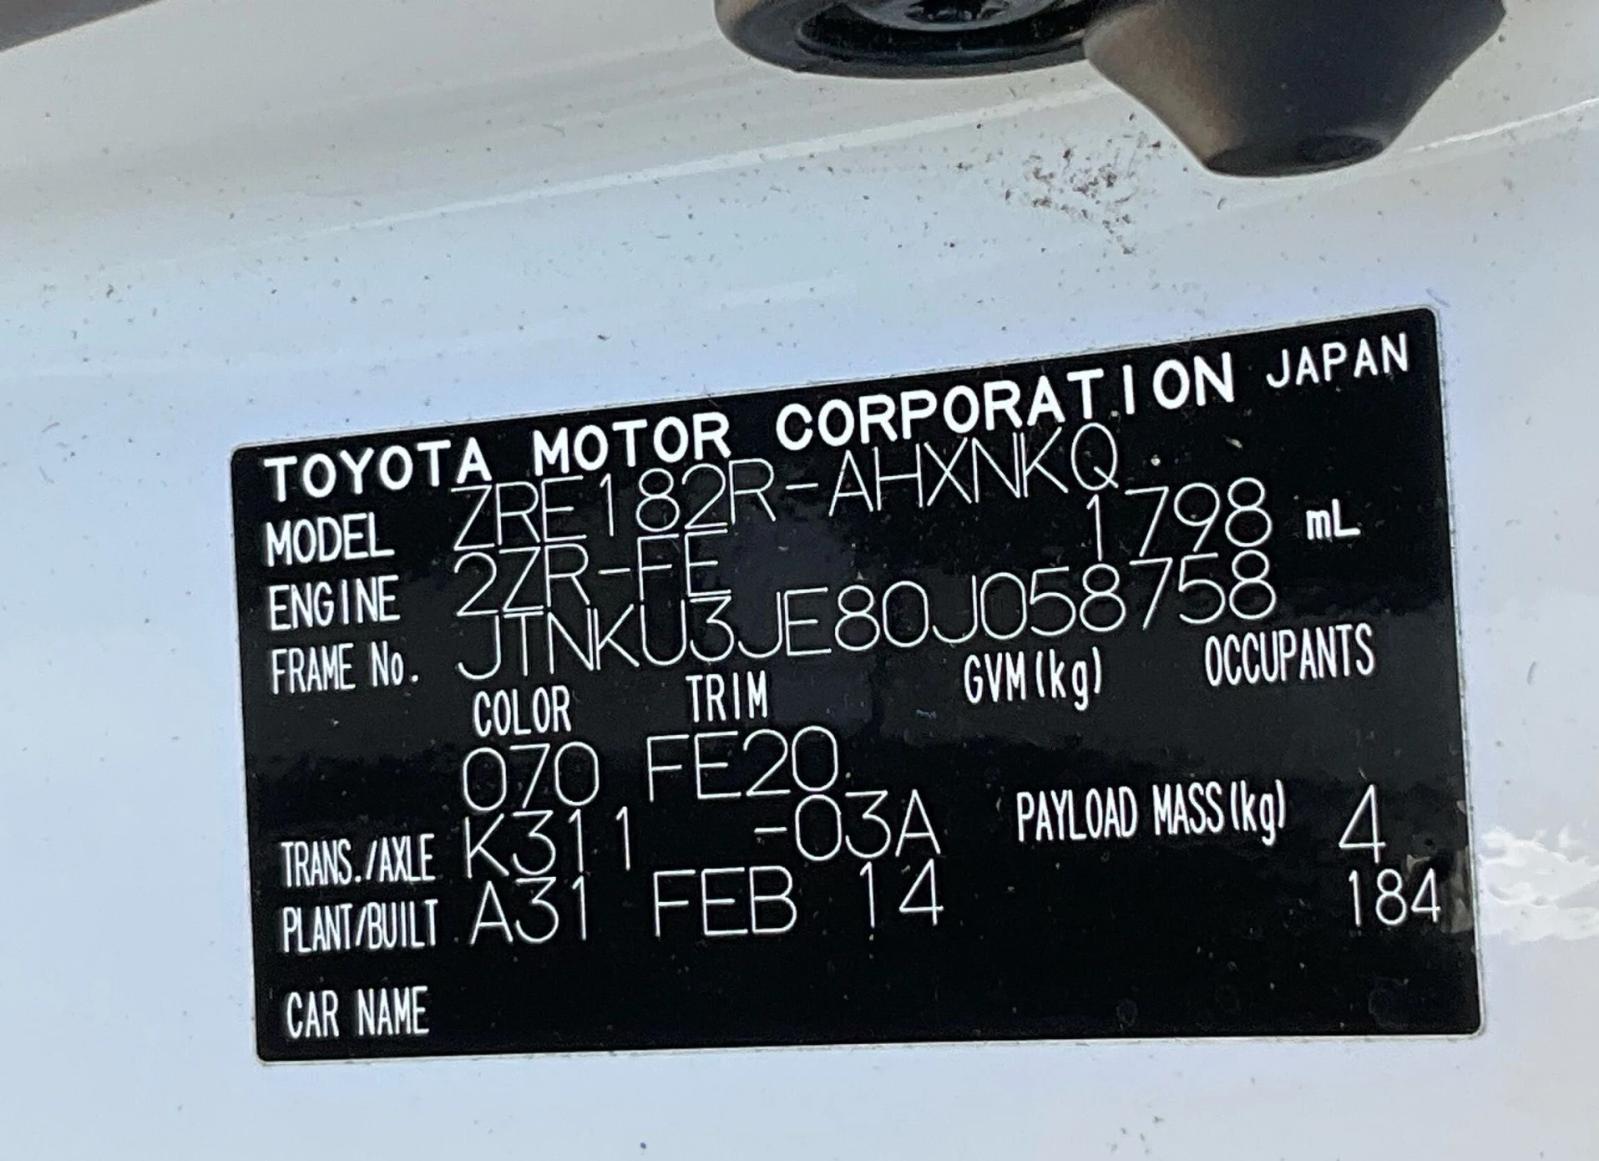 TOYOTA MOTOR CORPORATION JAPAN
MODEL ZRE182R-AHXNKQ
ENGINE 2ZR-FE 1798 mL
FRAME No. JTNKU3JE80J058758
COLOR TRIM GVM(kg) OCCUPANTS
070 FE20
TRANS./AXLE K311 -03A PAYLOAD MASS(kg) 4
PLANT/BUILT A31 FEB 14 184
CAR NAME